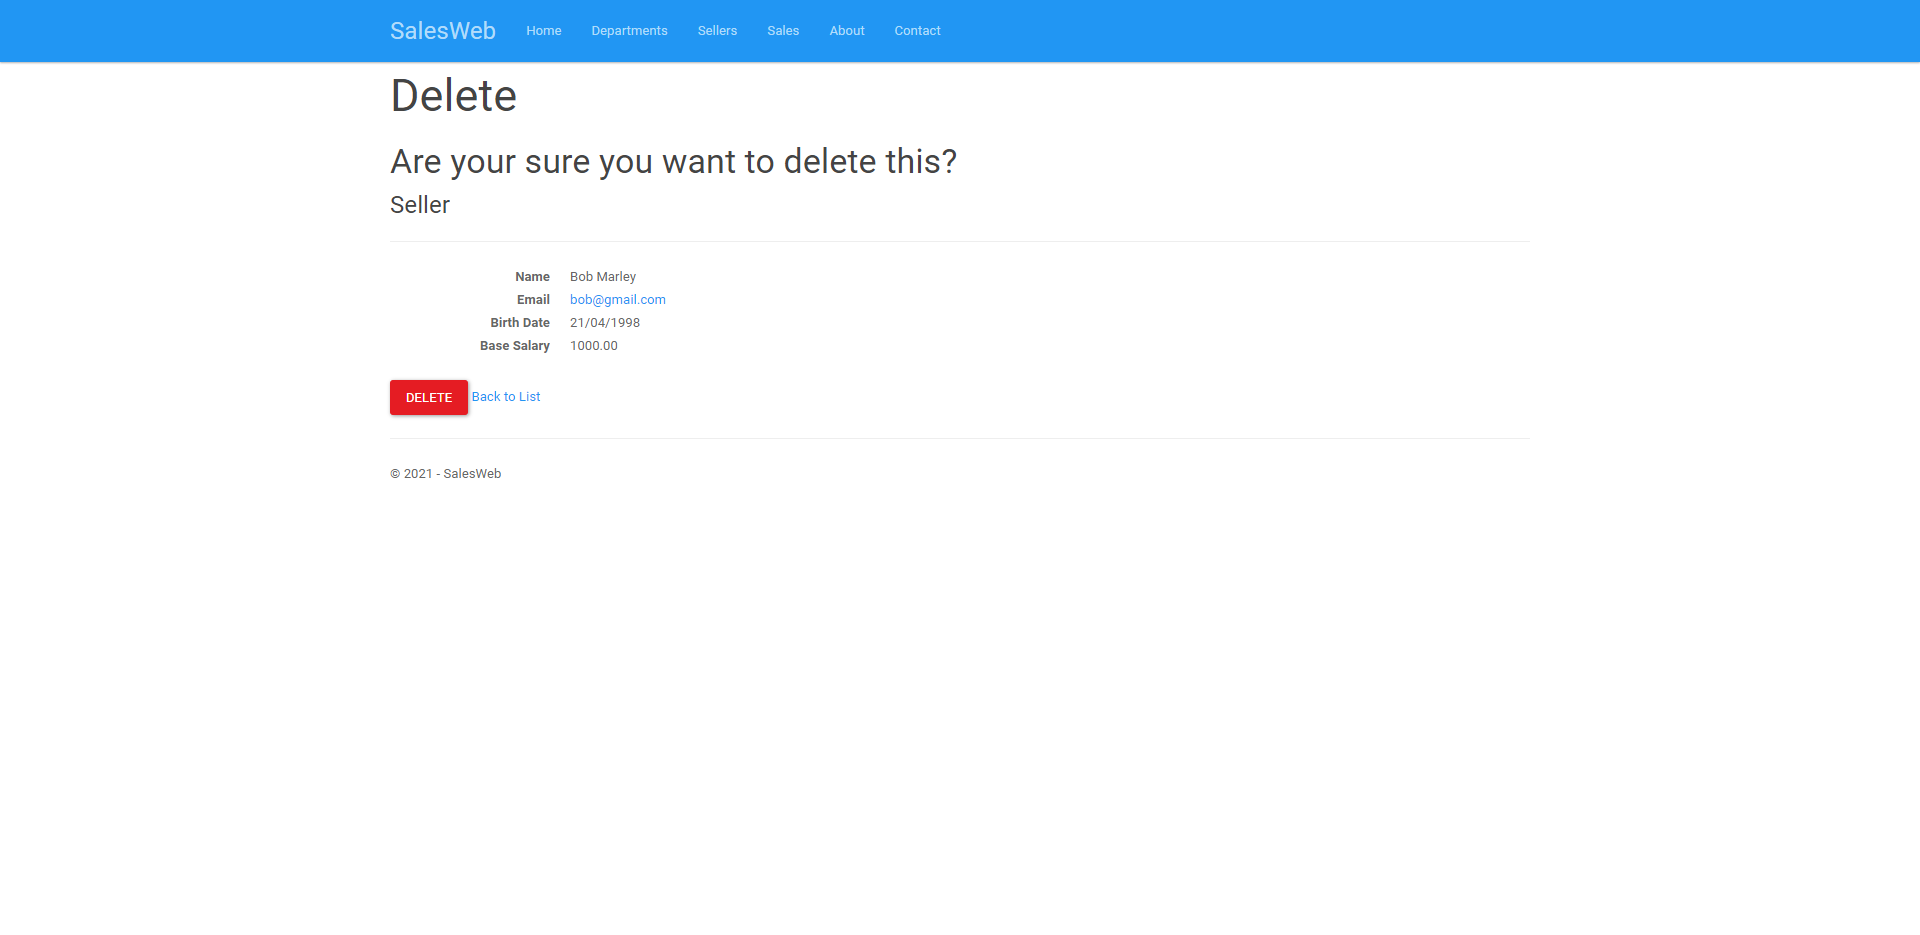 SalesWeb Home Departments Sellers Sales About Contact
Delete
Are your sure you want to delete this?
Seller
Name Bob Marley
Email bob@gmail.com
Birth Date 21/04/1998
Base Salary 1000.00
DELETE Back to List
© 2021 - SalesWeb